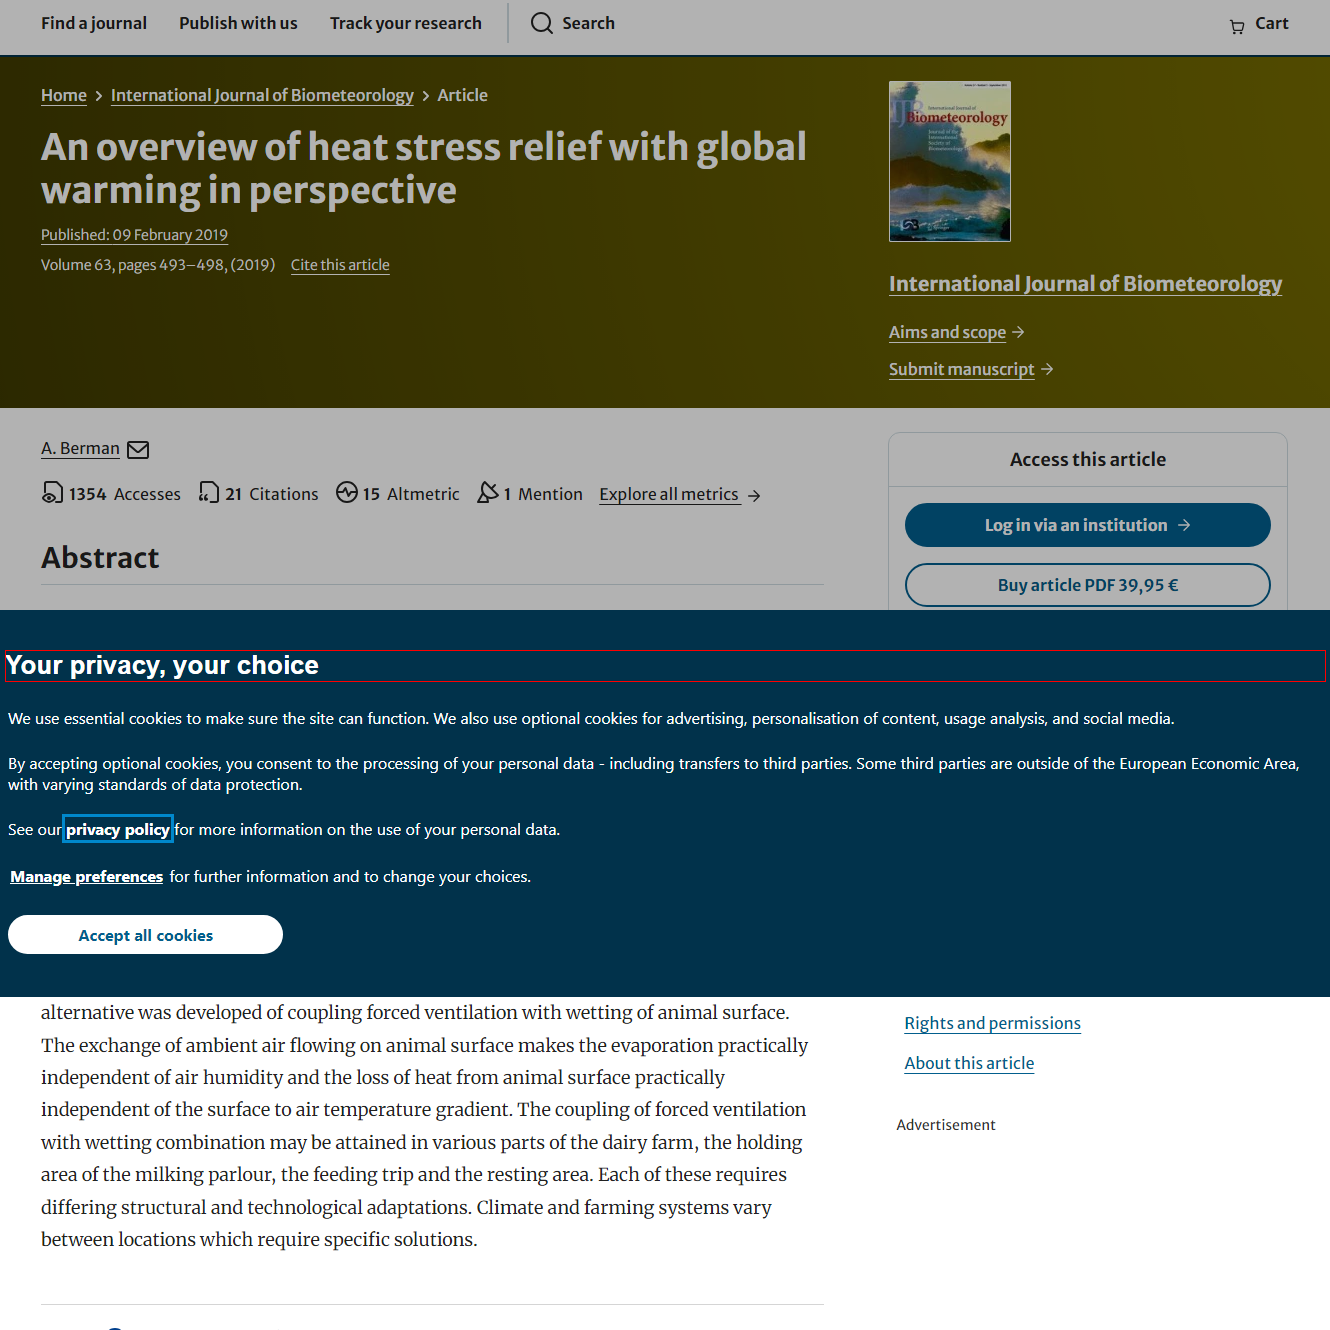 Find a journal Publish with us Track your research Search Cart
Home > International Journal of Biometeorology > Article
An overview of heat stress relief with global
warming in perspective
Published: 09 February 2019
Volume 63, pages 493–498, (2019) Cite this article
International Journal of
Biometeorology
Journal of the
International
Society of
Biometeorology
International Journal of Biometeorology
Aims and scope →
Submit manuscript →
A. Berman
1354 Accesses 21 Citations 15 Altmetric 1 Mention Explore all metrics →
Abstract
Access this article
Log in via an institution →
Buy article PDF 39,95 €
Your privacy, your choice
We use essential cookies to make sure the site can function. We also use optional cookies for advertising, personalisation of content, usage analysis, and social media.
By accepting optional cookies, you consent to the processing of your personal data - including transfers to third parties. Some third parties are outside of the European Economic Area,
with varying standards of data protection.
See our privacy policy for more information on the use of your personal data.
Manage preferences for further information and to change your choices.
Accept all cookies
alternative was developed of coupling forced ventilation with wetting of animal surface.
The exchange of ambient air flowing on animal surface makes the evaporation practically
independent of air humidity and the loss of heat from animal surface practically
independent of the surface to air temperature gradient. The coupling of forced ventilation
with wetting combination may be attained in various parts of the dairy farm, the holding
area of the milking parlour, the feeding trip and the resting area. Each of these requires
differing structural and technological adaptations. Climate and farming systems vary
between locations which require specific solutions.
Rights and permissions
About this article
Advertisement